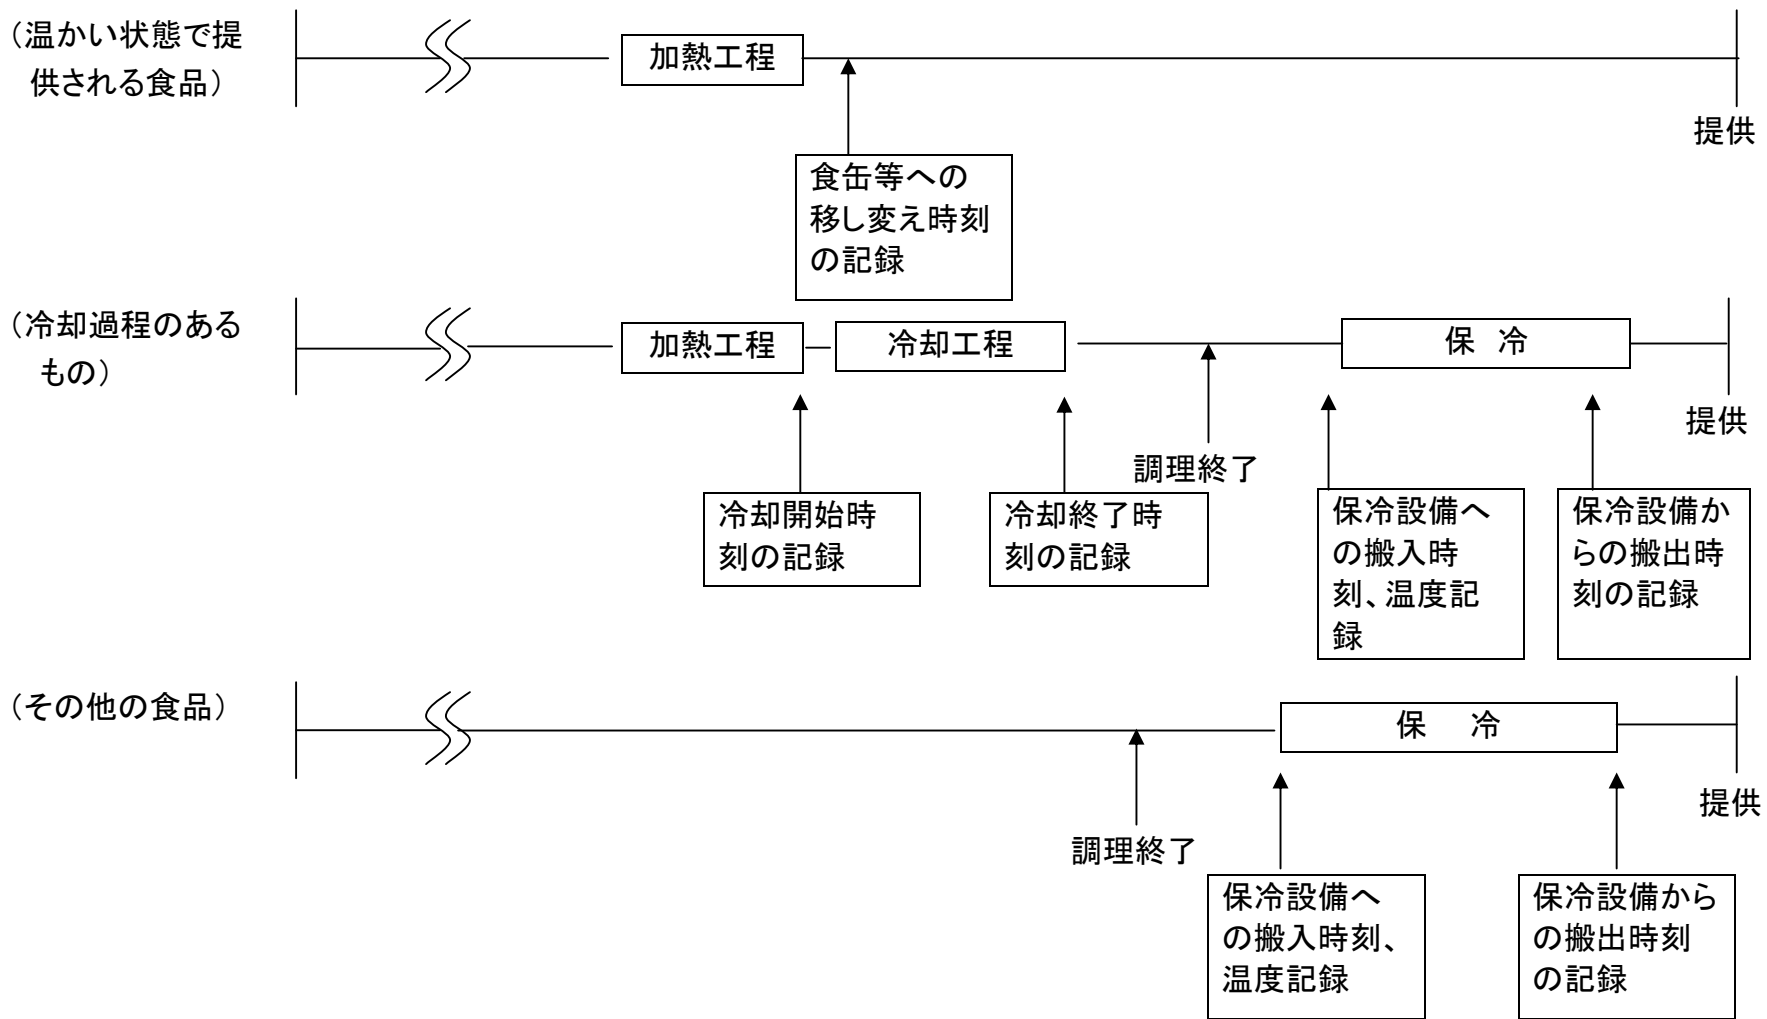 （温かい状態で提
供される食品）
加熱工程
提供
食缶等への
移し変え時刻
の記録
（冷却過程のある
もの）
加熱工程
冷却工程
保 冷
提供
調理終了
冷却開始時
刻の記録
冷却終了時
刻の記録
保冷設備へ
の搬入時
刻、温度記
録
保冷設備か
らの搬出時
刻の記録
（その他の食品）
保 冷
提供
調理終了
保冷設備へ
の搬入時刻、
温度記録
保冷設備から
の搬出時刻
の記録